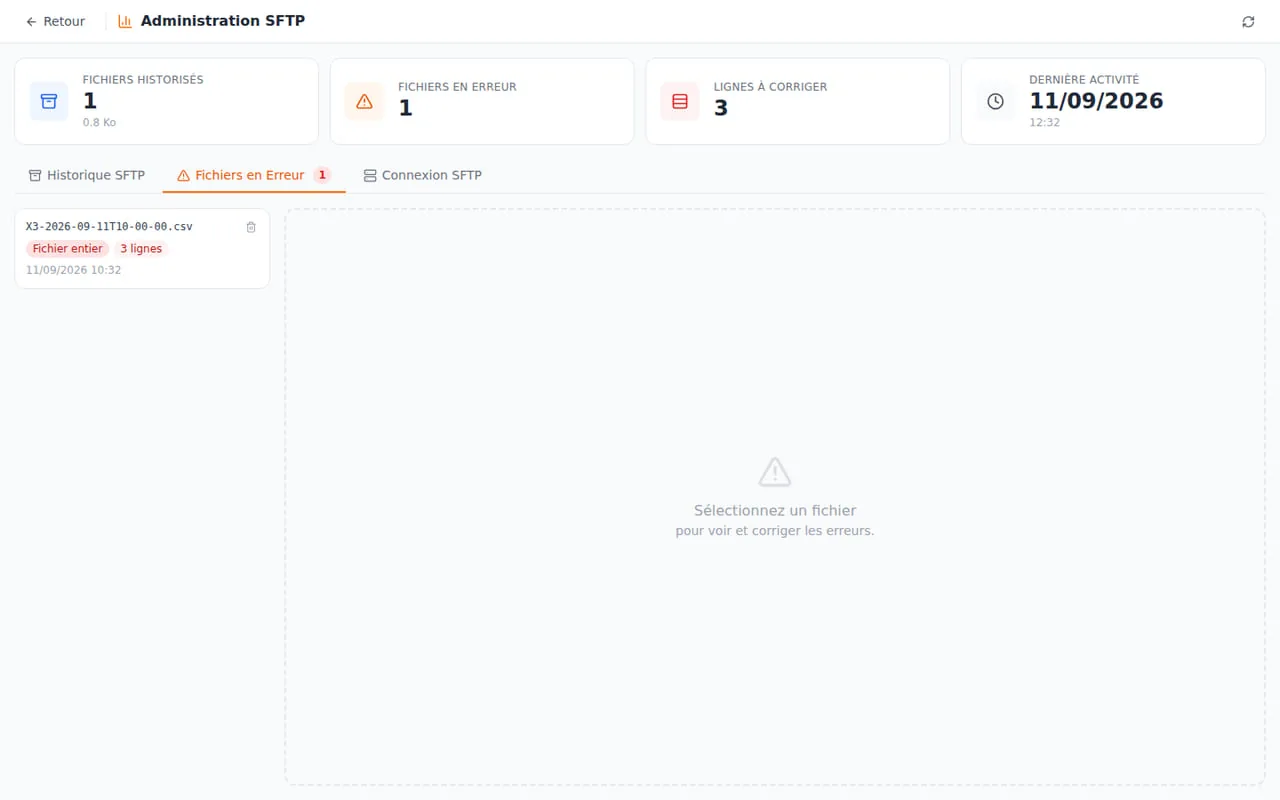 Retour
Administration SFTP
FICHIERS HISTORISÉS
1
0.8 Ko
FICHIERS EN ERREUR
1
LIGNES À CORRIGER
3
DERNIÈRE ACTIVITÉ
11/09/2026
12:32
Historique SFTP
Fichiers en Erreur 1
Connexion SFTP
X3-2026-09-11T10-00-00.csv
Fichier entier 3 lignes
11/09/2026 10:32
Sélectionnez un fichier
pour voir et corriger les erreurs.